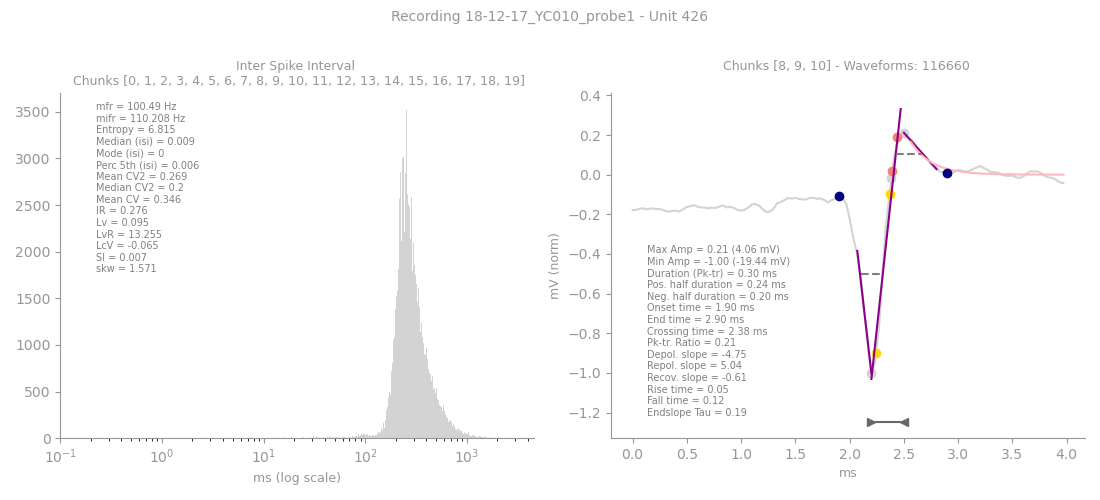 Recording 18-12-17_YC010_probe1 - Unit 426
Inter Spike Interval
Chunks [0, 1, 2, 3, 4, 5, 6, 7, 8, 9, 10, 11, 12, 13, 14, 15, 16, 17, 18, 19]
mfr = 100.49 Hz
mifr = 110.208 Hz
Entropy = 6.815
Median (isi) = 0.009
Mode (isi) = 0
Perc 5th (isi) = 0.006
Mean CV2 = 0.269
Median CV2 = 0.2
Mean CV = 0.346
IR = 0.276
Lv = 0.095
LvR = 13.255
LcV = -0.065
SI = 0.007
skw = 1.571
3500
3000
2500
2000
1500
1000
500
0
10⁻¹
10⁰
10¹
10²
10³
ms (log scale)
Chunks [8, 9, 10] - Waveforms: 116660
0.4
0.2
0.0
−0.2
−0.4
−0.6
−0.8
−1.0
−1.2
mV (norm)
Max Amp = 0.21 (4.06 mV)
Min Amp = -1.00 (-19.44 mV)
Duration (Pk-tr) = 0.30 ms
Pos. half duration = 0.24 ms
Neg. half duration = 0.20 ms
Onset time = 1.90 ms
End time = 2.90 ms
Crossing time = 2.38 ms
Pk-tr. Ratio = 0.21
Depol. slope = -4.75
Repol. slope = 5.04
Recov. slope = -0.61
Rise time = 0.05
Fall time = 0.12
Endslope Tau = 0.19
0.0
0.5
1.0
1.5
2.0
2.5
3.0
3.5
4.0
ms